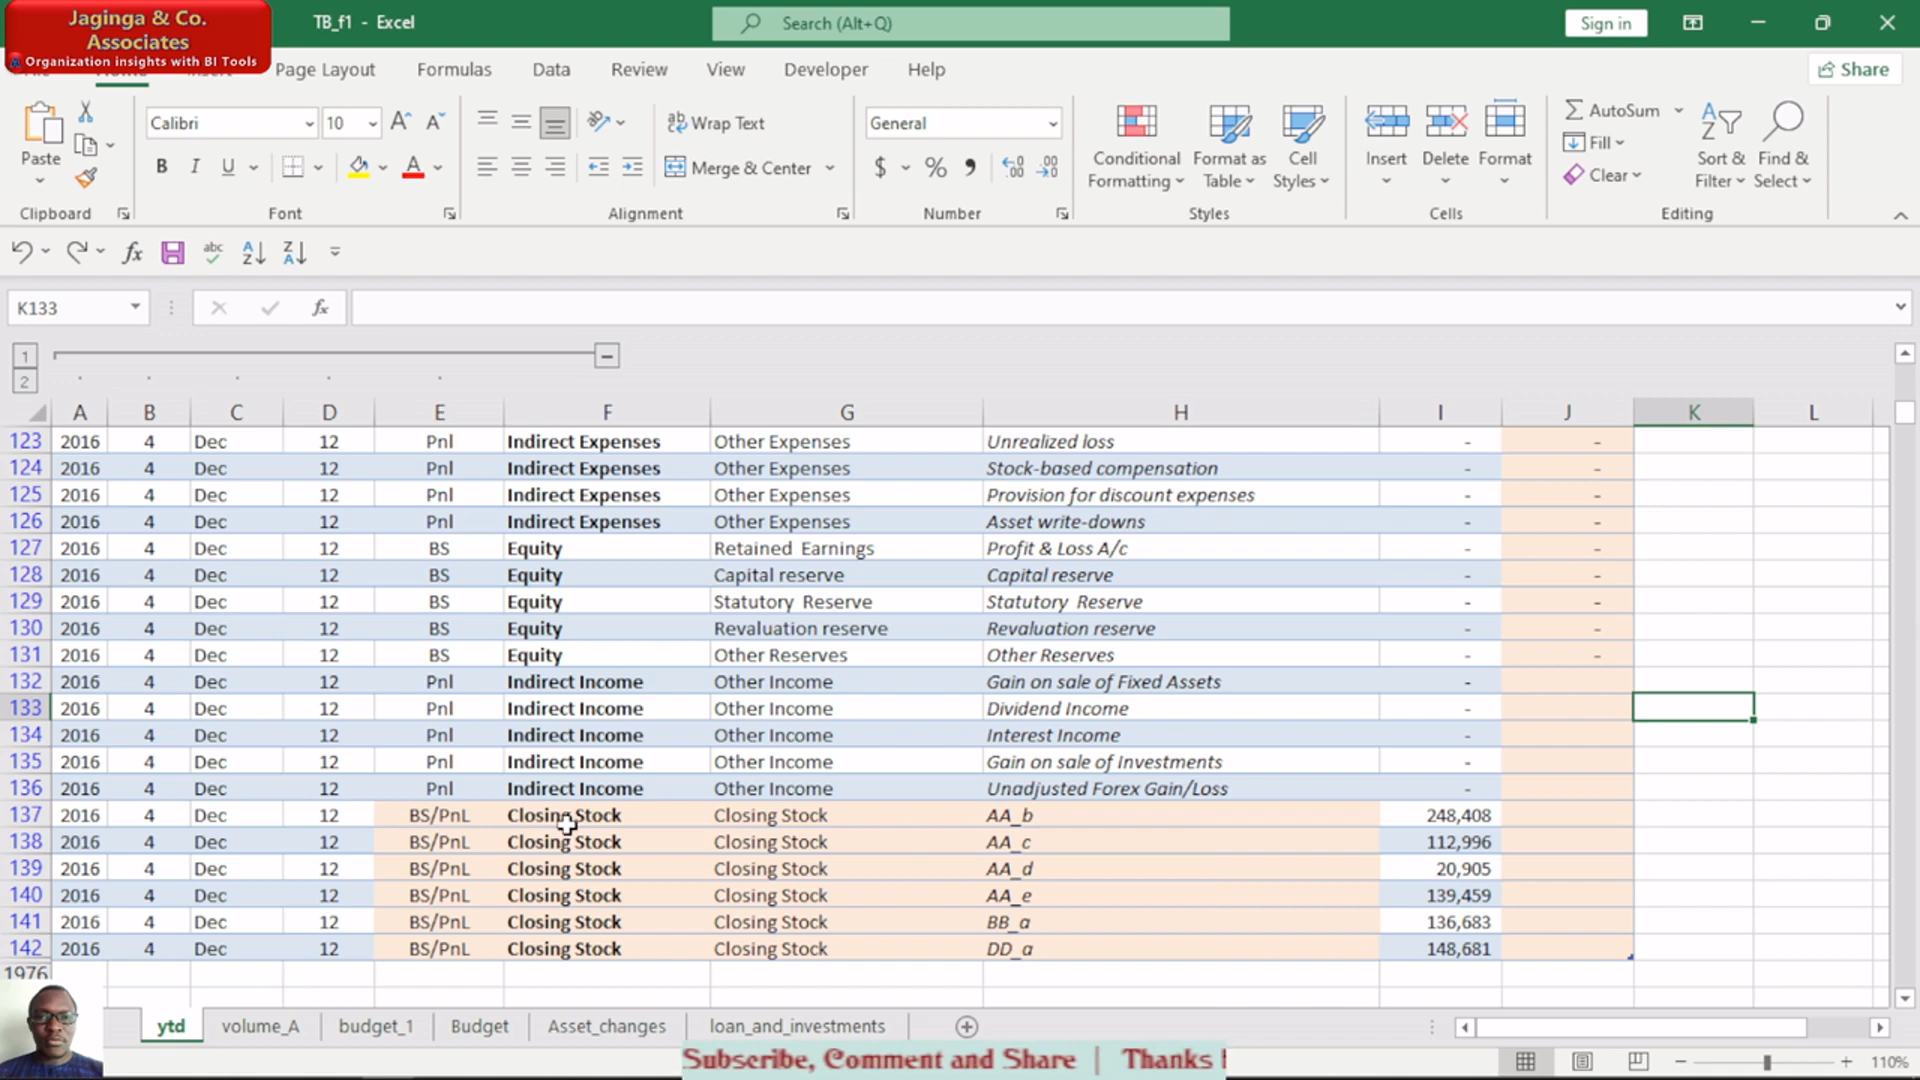 Jaginga & Co.
Associates
Organization insights with BI Tools
TB_f1 - Excel
Search (Alt+Q)
Sign in
Page Layout Formulas Data Review View Developer Help
Share
Paste
Clipboard
Calibri 10
B I U
Font
Wrap Text
Merge & Center
Alignment
General
$ %
Number
Conditional Formatting
Format as Table
Cell Styles
Styles
Insert
Delete
Format
Cells
AutoSum
Fill
Clear
Sort & Filter
Find & Select
Editing
K133
fx
1
2
A B C D E F G H I J K L
123 2016 4 Dec 12 Pnl Indirect Expenses Other Expenses Unrealized loss - -
124 2016 4 Dec 12 Pnl Indirect Expenses Other Expenses Stock-based compensation - -
125 2016 4 Dec 12 Pnl Indirect Expenses Other Expenses Provision for discount expenses - -
126 2016 4 Dec 12 Pnl Indirect Expenses Other Expenses Asset write-downs - -
127 2016 4 Dec 12 BS Equity Retained Earnings Profit & Loss A/c - -
128 2016 4 Dec 12 BS Equity Capital reserve Capital reserve - -
129 2016 4 Dec 12 BS Equity Statutory Reserve Statutory Reserve - -
130 2016 4 Dec 12 BS Equity Revaluation reserve Revaluation reserve - -
131 2016 4 Dec 12 BS Equity Other Reserves Other Reserves - -
132 2016 4 Dec 12 Pnl Indirect Income Other Income Gain on sale of Fixed Assets -
133 2016 4 Dec 12 Pnl Indirect Income Other Income Dividend Income -
134 2016 4 Dec 12 Pnl Indirect Income Other Income Interest Income -
135 2016 4 Dec 12 Pnl Indirect Income Other Income Gain on sale of Investments -
136 2016 4 Dec 12 Pnl Indirect Income Other Income Unadjusted Forex Gain/Loss -
137 2016 4 Dec 12 BS/PnL Closing Stock Closing Stock AA_b 248,408
138 2016 4 Dec 12 BS/PnL Closing Stock Closing Stock AA_c 112,996
139 2016 4 Dec 12 BS/PnL Closing Stock Closing Stock AA_d 20,905
140 2016 4 Dec 12 BS/PnL Closing Stock Closing Stock AA_e 139,459
141 2016 4 Dec 12 BS/PnL Closing Stock Closing Stock BB_a 136,683
142 2016 4 Dec 12 BS/PnL Closing Stock Closing Stock DD_a 148,681
1976
ytd volume_A budget_1 Budget Asset_changes loan_and_investments
Subscribe, Comment and Share | Thanks
110%